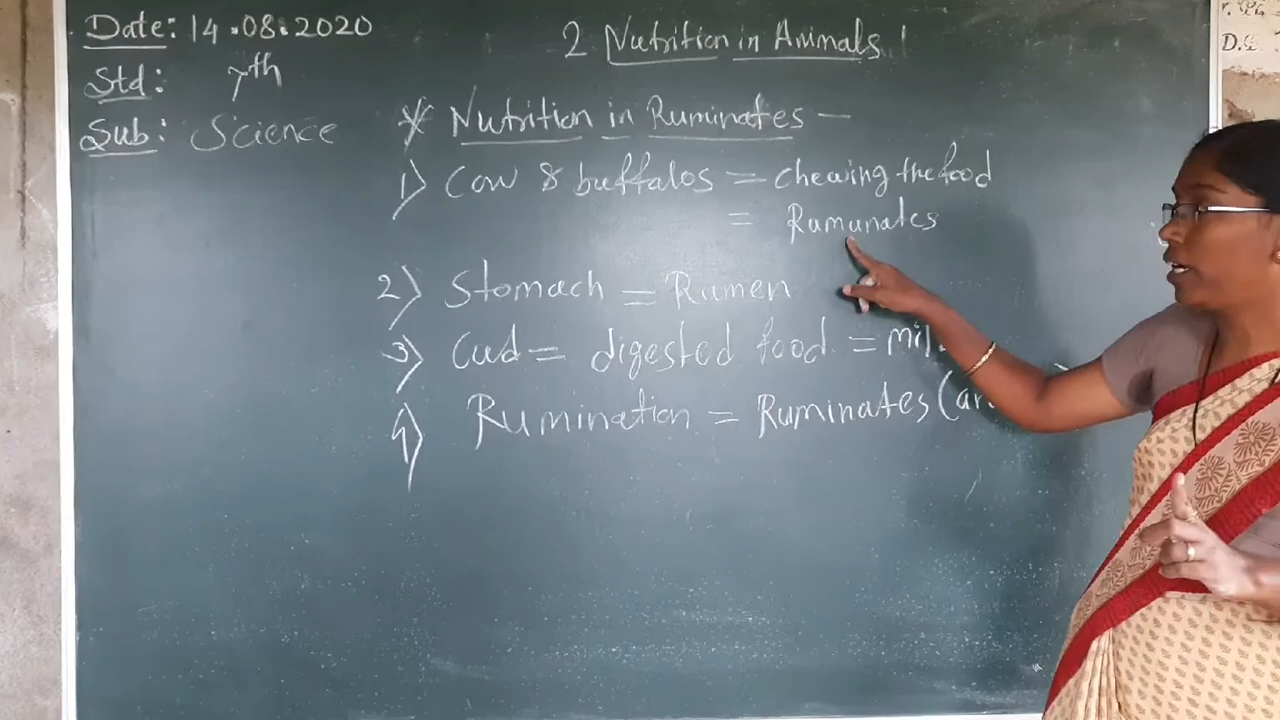 Date: 14.08.2020
Std: 7th
Sub: Science
2 Nutrition in Animals
* Nutrition in Ruminates —
1) Cow & buffalos = chewing the food
= Rumunates
2) Stomach = Rumen
3) Cud = digested food =
4) Rumination = Ruminates (
D.